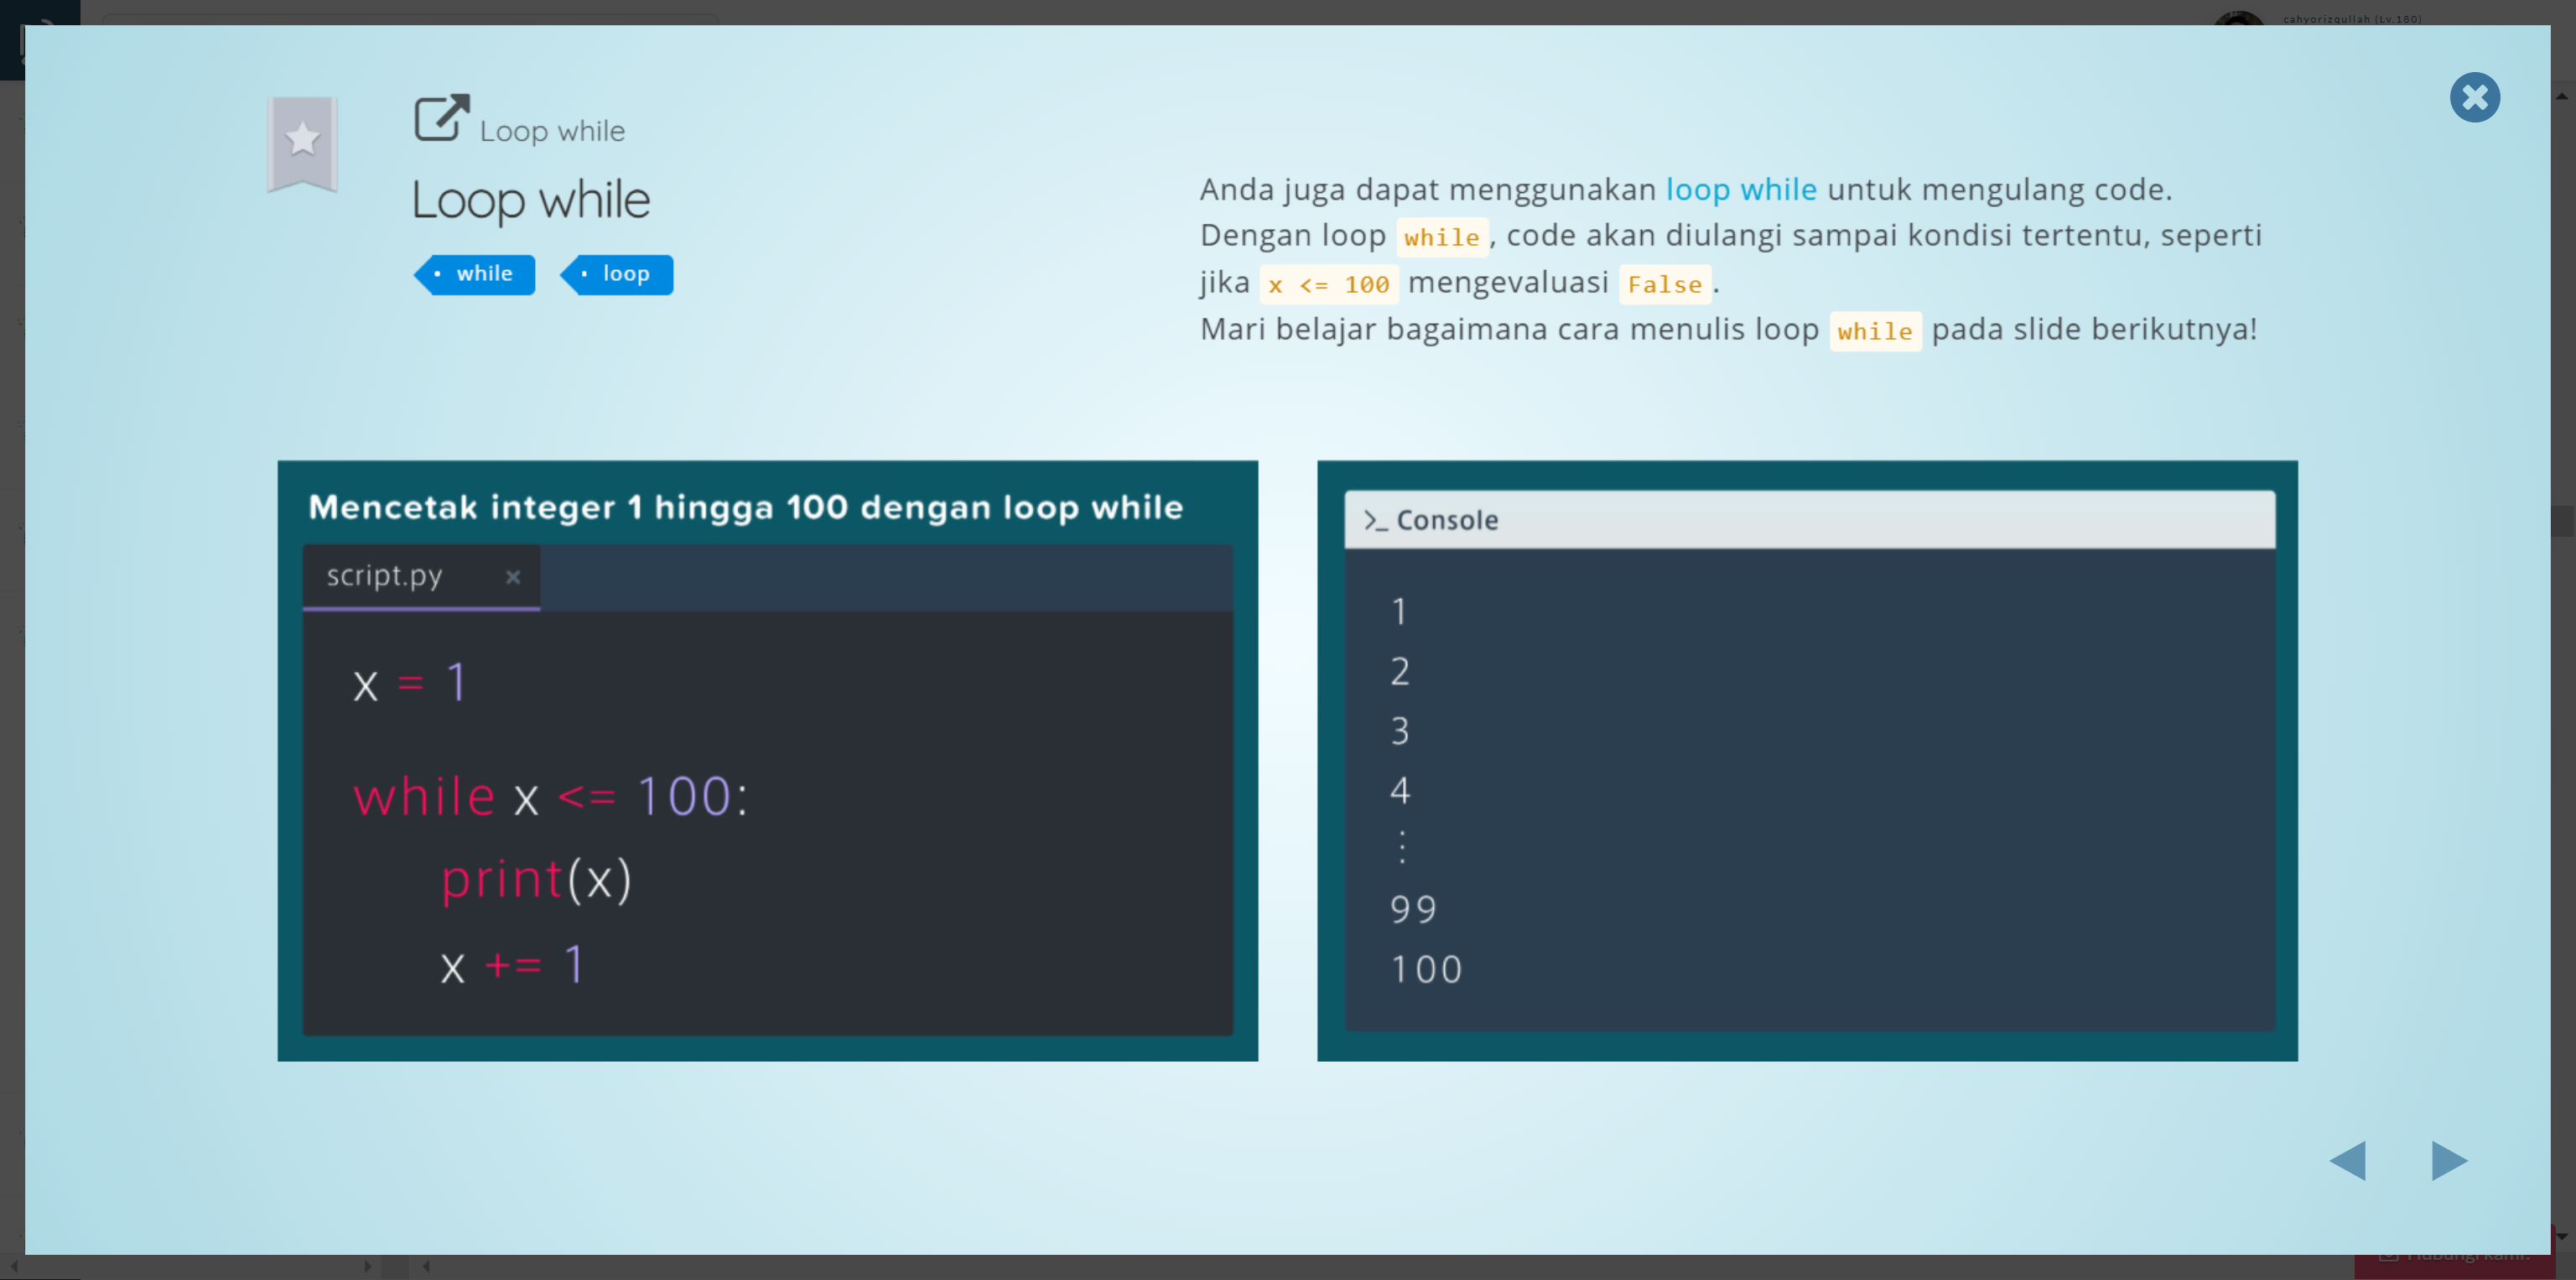 cahyorizqullah (Lv.180)
Loop while
Loop while
while
loop
Anda juga dapat menggunakan loop while untuk mengulang code.
Dengan loop while, code akan diulangi sampai kondisi tertentu, seperti
jika x <= 100 mengevaluasi False.
Mari belajar bagaimana cara menulis loop while pada slide berikutnya!
Mencetak integer 1 hingga 100 dengan loop while
script.py ×
x = 1
while x <= 100:
print(x)
x += 1
>_ Console
1
2
3
4
⋮
99
100
Hubungi kami!